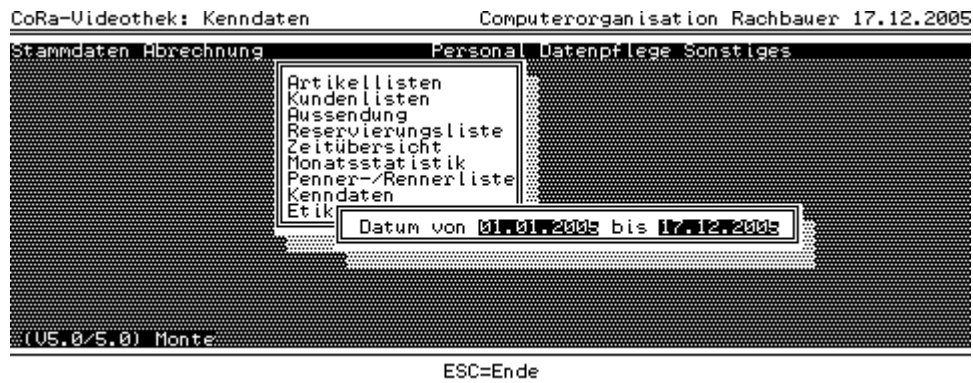 CoRa-Videothek: Kenndaten Computerorganisation Rachbauer 17.12.2005
Stammdaten Abrechnung Personal Datenpflege Sonstiges
Artikellisten
Kundenlisten
Aussendung
Reservierungsliste
Zeitübersicht
Monatsstatistik
Penner-/Rennerliste
Kenndaten
Etik
Datum von 01.01.2005 bis 17.12.2005
(V5.0/5.0) Monte
ESC=Ende